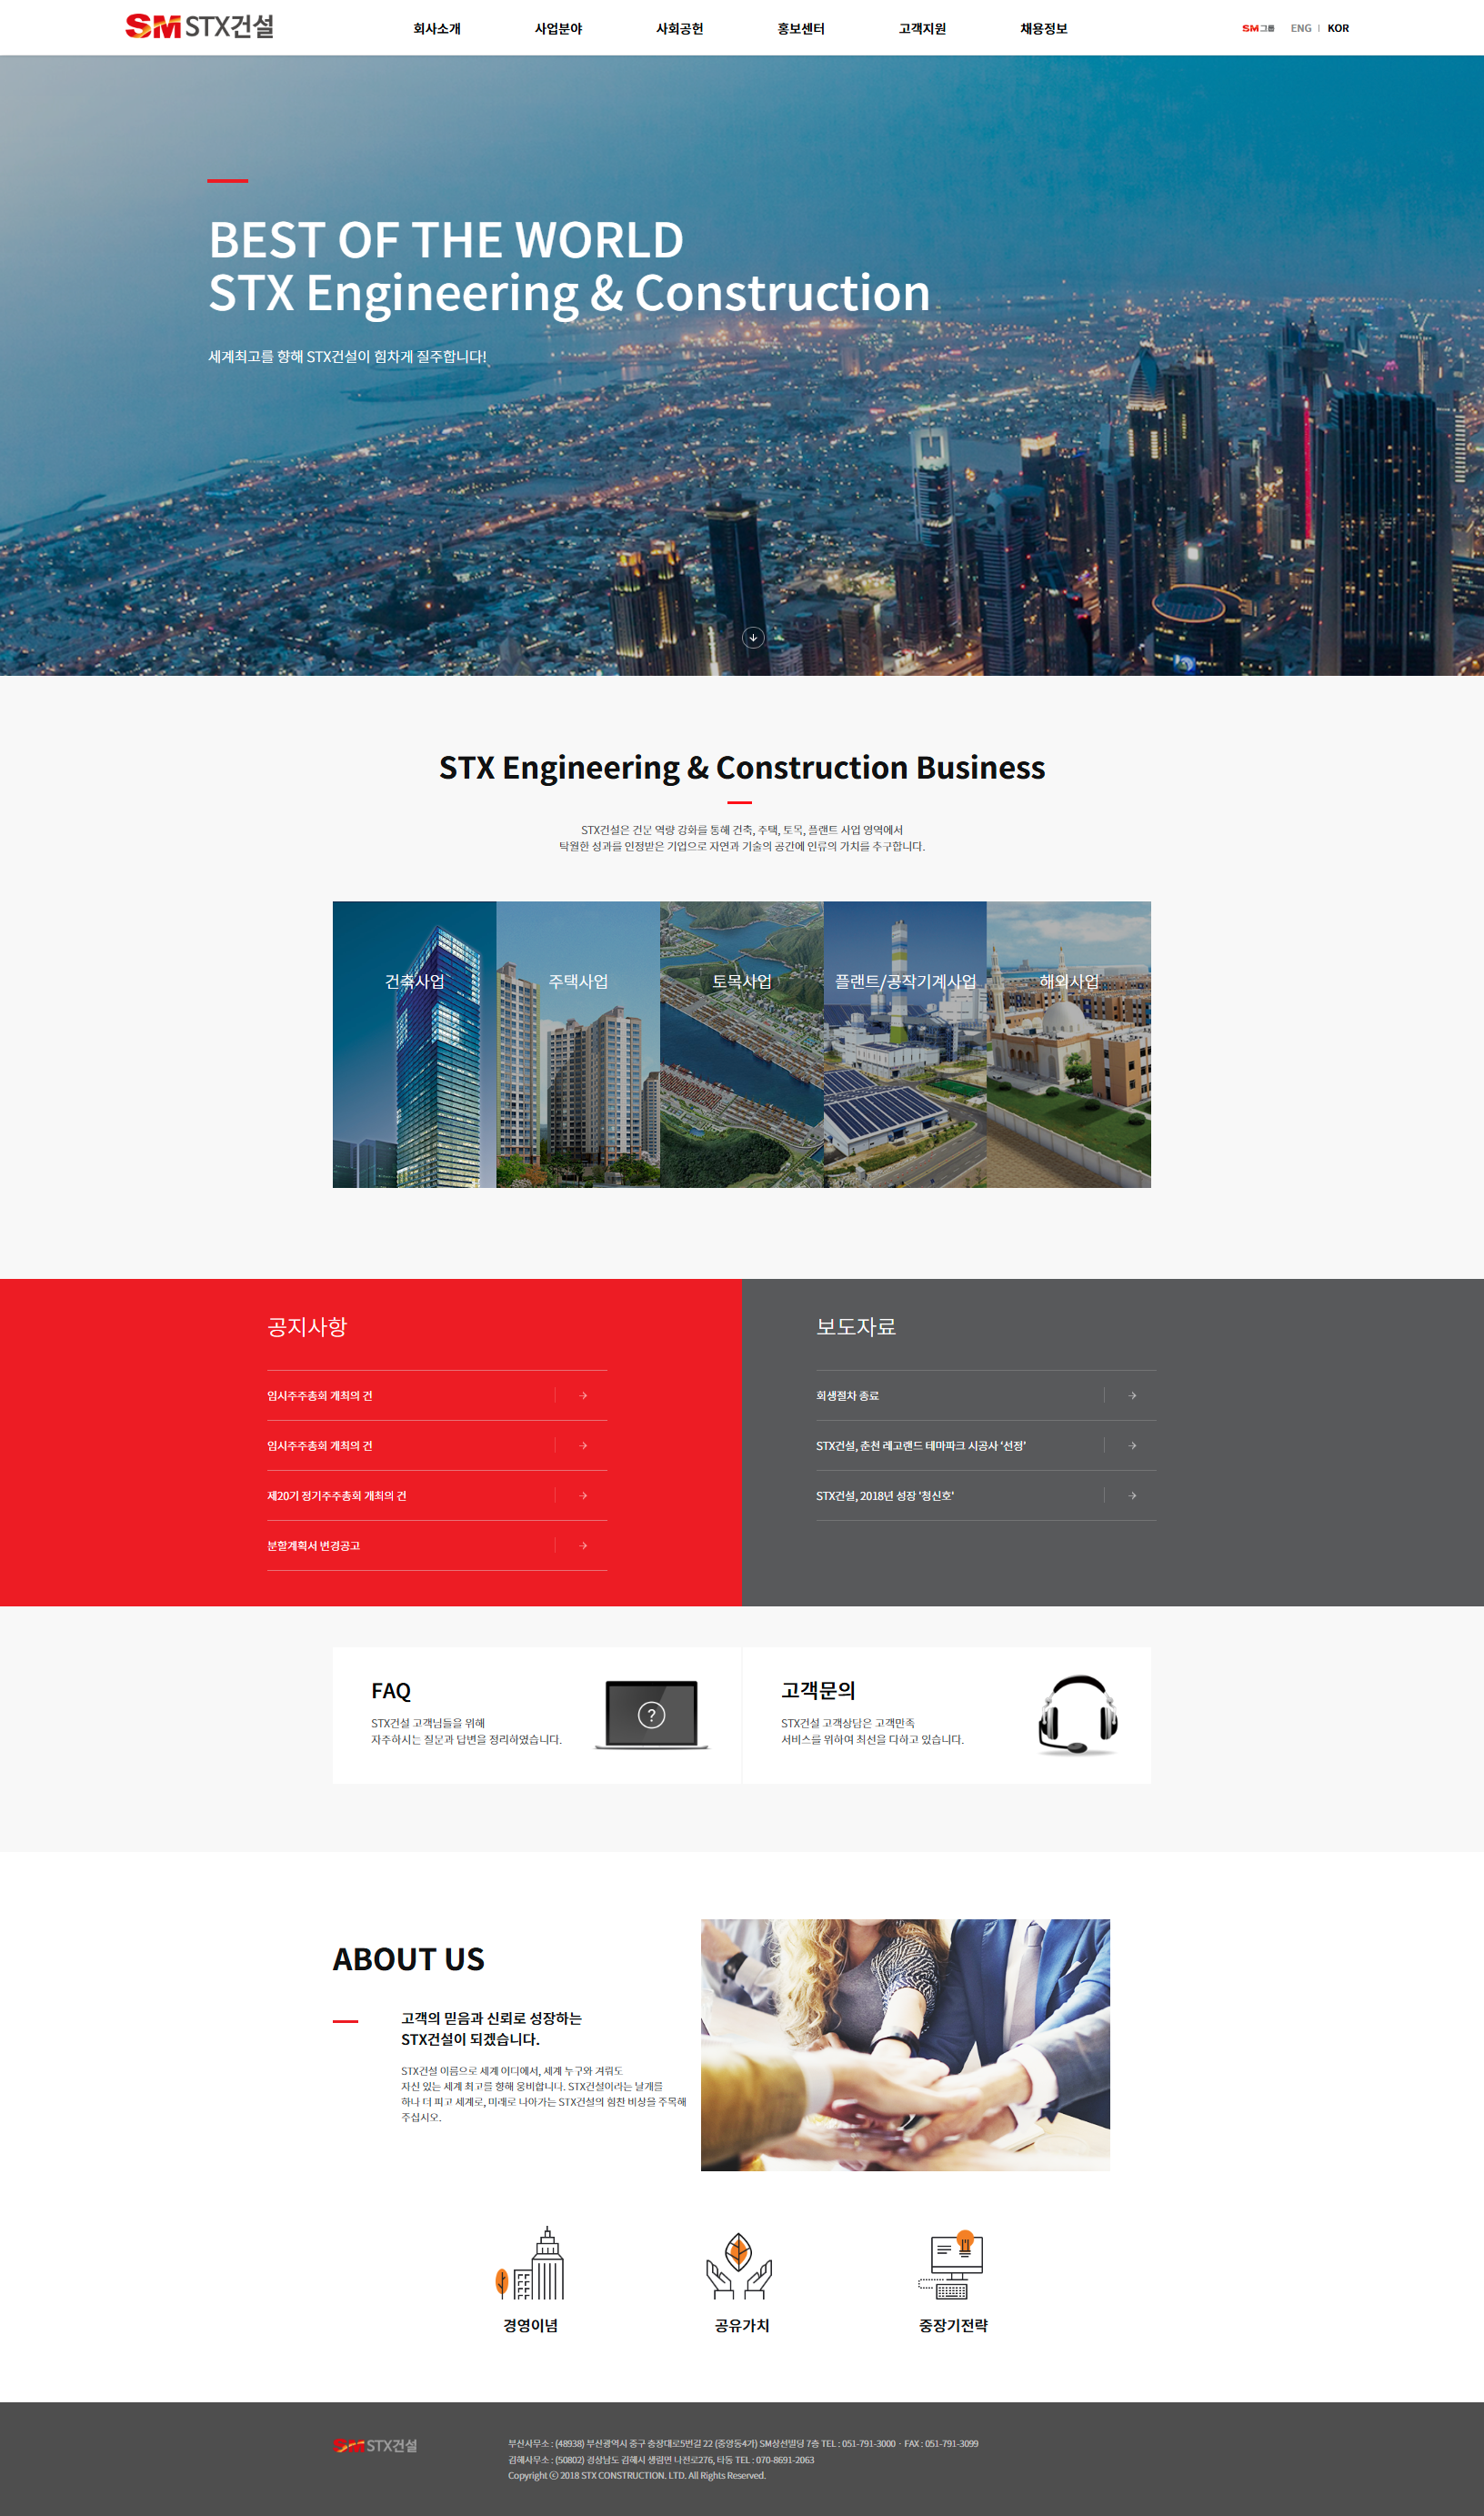 SM STX건설
회사소개
사업분야
사회공헌
홍보센터
고객지원
채용정보
SM그룹
ENG | KOR
BEST OF THE WORLD
STX Engineering & Construction
세계최고를 향해 STX건설이 힘차게 질주합니다!
STX Engineering & Construction Business
STX건설은 건문 역량 강화를 통해 건축, 주택, 토목, 플랜트 사업 영역에서
탁월한 성과를 인정받은 기업으로 자연과 기술의 공간에 인류의 가치를 추구합니다.
건축사업
주택사업
토목사업
플랜트/공작기계사업
해외사업
공지사항
임시주주총회 개최의 건
임시주주총회 개최의 건
제20기 정기주주총회 개최의 건
분할계획서 변경공고
보도자료
회생절차 종료
STX건설, 춘천 레고랜드 테마파크 시공사 ‘선정’
STX건설, 2018년 성장 '청신호'
FAQ
STX건설 고객님들을 위해
자주하시는 질문과 답변을 정리하였습니다.
?
고객문의
STX건설 고객상담은 고객만족
서비스를 위하여 최선을 다하고 있습니다.
ABOUT US
고객의 믿음과 신뢰로 성장하는
STX건설이 되겠습니다.
STX건설 이름으로 세계 어디에서, 세계 누구와 겨뤄도
자신 있는 세계 최고를 향해 웅비합니다. STX건설이라는 날개를
하나 더 피고 세계로, 미래로 나아가는 STX건설의 힘찬 비상을 주목해
주십시오.
경영이념
공유가치
중장기전략
SM STX건설
부산사무소 : (48938) 부산광역시 중구 충장대로5번길 22 (중앙동4가) SM상선빌딩 7층 TEL : 051-791-3000 · FAX : 051-791-3099
김해사무소 : (50802) 경상남도 김해시 생림면 나전로276, 타동 TEL : 070-8691-2063
Copyright ⓒ 2018 STX CONSTRUCTION. LTD. All Rights Reserved.